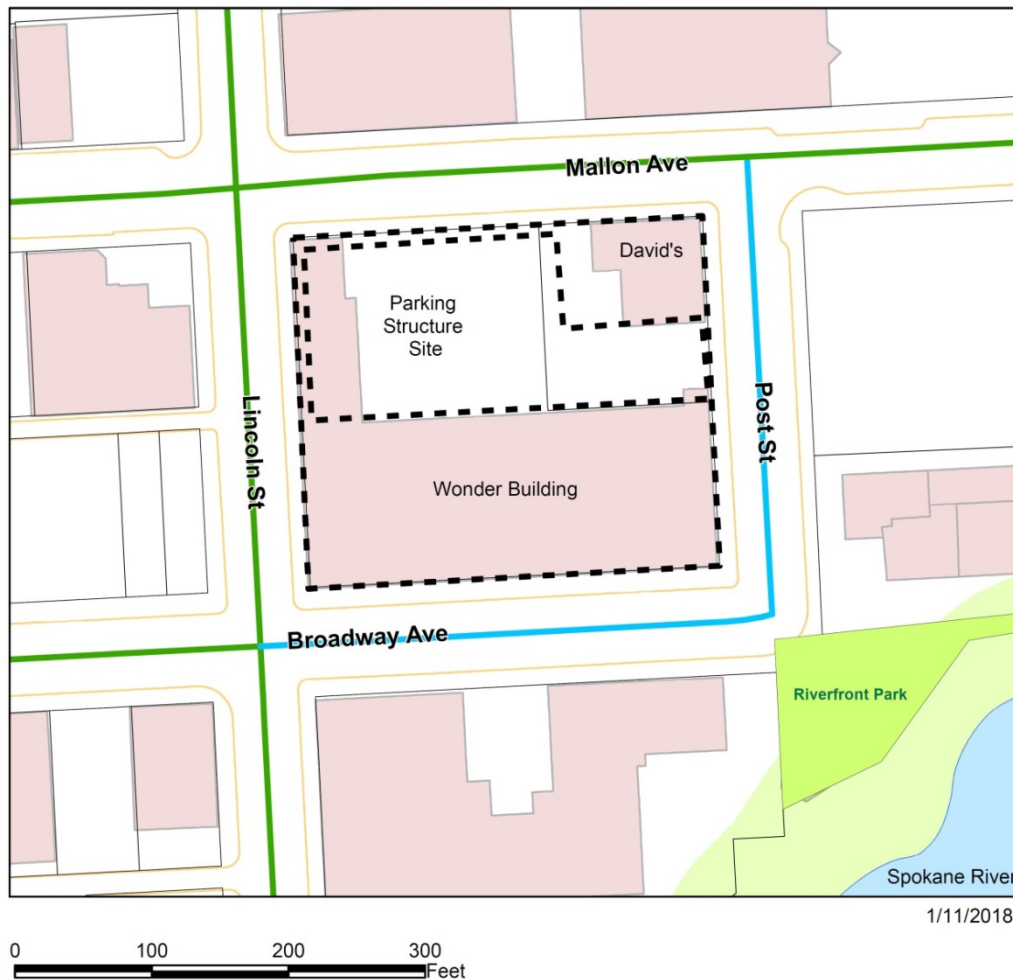 Mallon Ave
David's
Parking
Structure
Site
Lincoln St
Post St
Wonder Building
Broadway Ave
Riverfront Park
Spokane River
1/11/2018
0 100 200 300
Feet